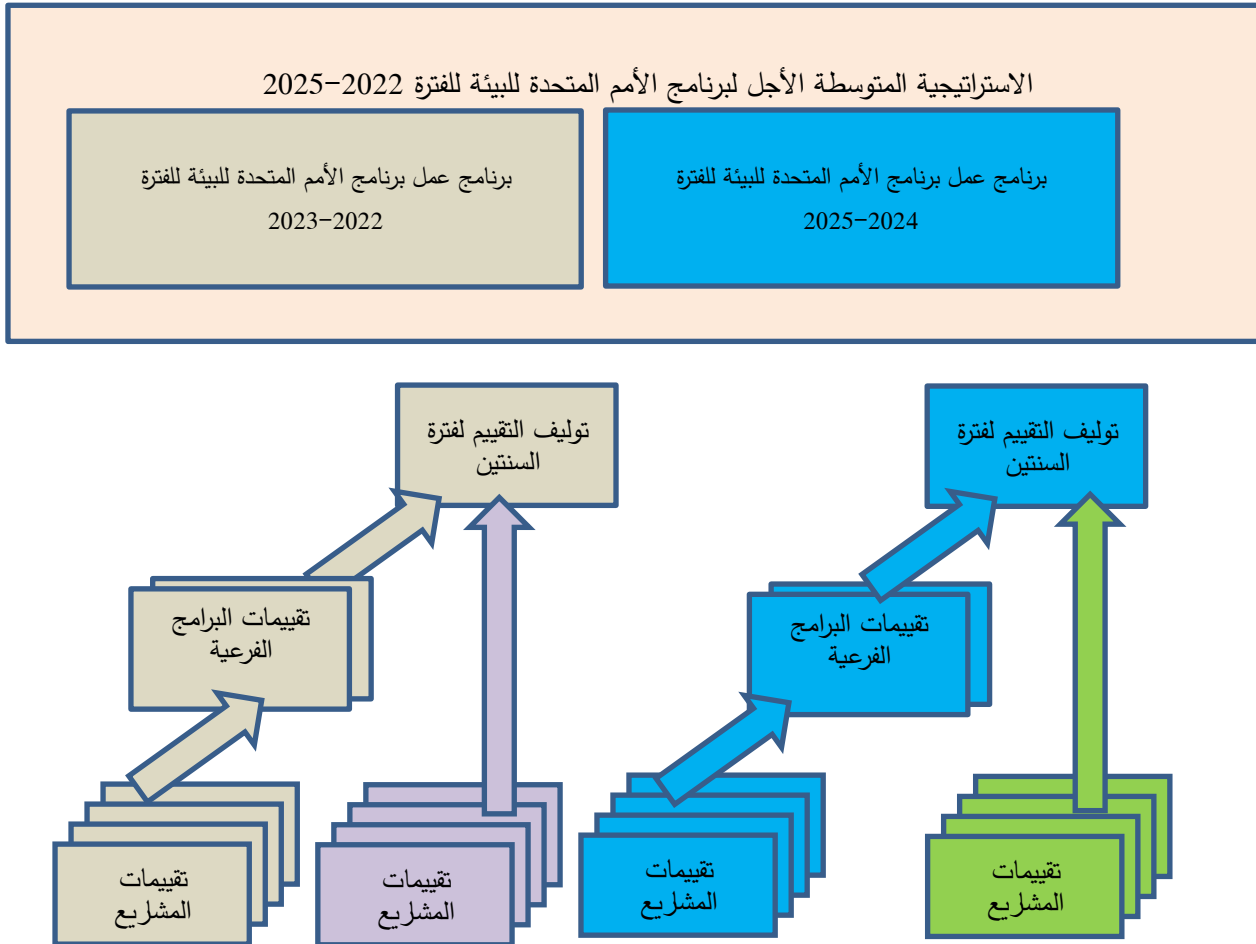 الاستراتيجية المتوسطة الأجل لبرنامج الأمم المتحدة للبيئة للفترة 2022-2025
برنامج عمل برنامج الأمم المتحدة للبيئة للفترة
2024-2025
برنامج عمل برنامج الأمم المتحدة للبيئة للفترة
2022-2023
توليف التقييم لفترة
السنتين
توليف التقييم لفترة
السنتين
تقييمات البرامج
الفرعية
تقييمات البرامج
الفرعية
تقييمات
المشاريع
تقييمات
المشاريع
تقييمات
المشاريع
تقييمات
المشاريع